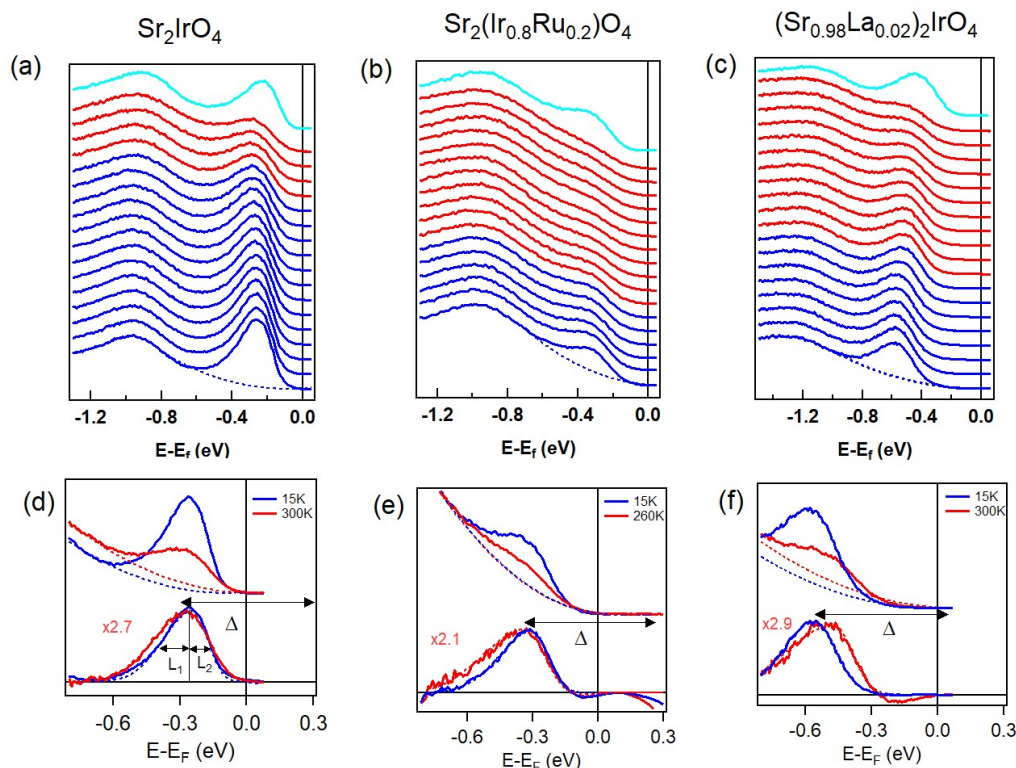 Sr2IrO4
Sr2(Ir0.8Ru0.2)O4
(Sr0.98La0.02)2IrO4
(a)
(b)
(c)
-1.2 -0.8 -0.4 0.0
-1.2 -0.8 -0.4 0.0
-1.2 -0.8 -0.4 0.0
E-Ef (eV)
E-Ef (eV)
E-Ef (eV)
(d)
(e)
(f)
15K
300K
15K
260K
15K
300K
x2.7
Δ
L1
L2
x2.1
Δ
x2.9
Δ
-0.6 -0.3 0.0 0.3
-0.6 -0.3 0.0 0.3
-0.6 -0.3 0.0 0.3
E-EF (eV)
E-EF (eV)
E-EF (eV)